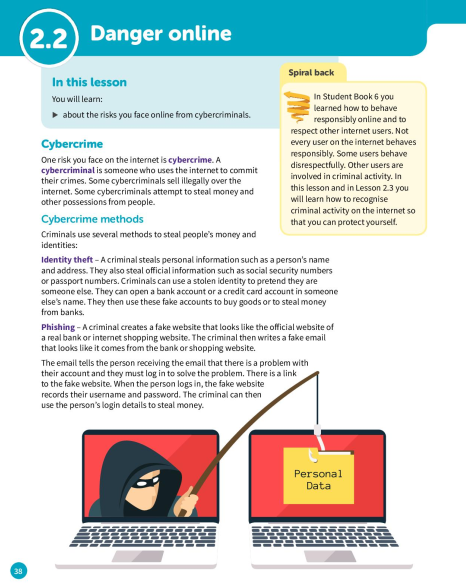 2.2 Danger online
In this lesson
You will learn:
▶ about the risks you face online from cybercriminals.
Spiral back
In Student Book 6 you
learned how to behave
responsibly online and to
respect other internet users. Not
every user on the internet behaves
responsibly. Some users behave
disrespectfully. Other users are
involved in criminal activity. In
this lesson and in Lesson 2.3 you
will learn how to recognise
criminal activity on the internet so
that you can protect yourself.
Cybercrime
One risk you face on the internet is cybercrime. A
cybercriminal is someone who uses the internet to commit
their crimes. Some cybercriminals sell illegally over the
internet. Some cybercriminals attempt to steal money and
other possessions from people.
Cybercrime methods
Criminals use several methods to steal people's money and
identities:
Identity theft – A criminal steals personal information such as a person's name
and address. They also steal official information such as social security numbers
or passport numbers. Criminals can use a stolen identity to pretend they are
someone else. They can open a bank account or a credit card account in someone
else's name. They then use these fake accounts to buy goods or to steal money
from banks.
Phishing – A criminal creates a fake website that looks like the official website of
a real bank or internet shopping website. The criminal then writes a fake email
that looks like it comes from the bank or shopping website.
The email tells the person receiving the email that there is a problem with
their account and they must log in to solve the problem. There is a link
to the fake website. When the person logs in, the fake website
records their username and password. The criminal can then
use the person's login details to steal money.
Personal
Data
38